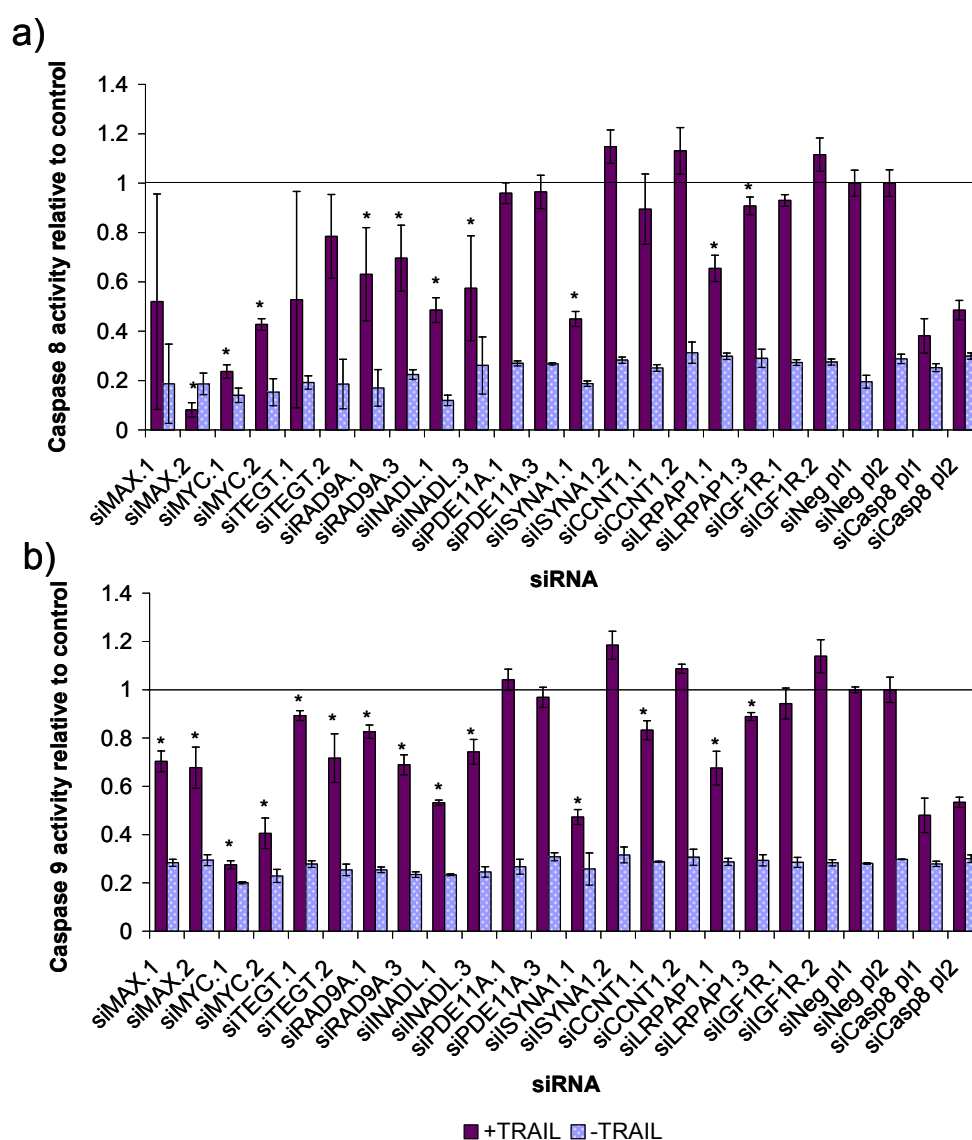 a)
Caspase 8 activity relative to control
1.4
1.2
1
0.8
0.6
0.4
0.2
0
* * * * * * * * * *
siMAX.1
siMAX.2
siMYC.1
siMYC.2
siTEGT.1
siTEGT.2
siRAD9A.1
siRAD9A.3
siINADL.1
siINADL.3
siPDE11A.1
siPDE11A.3
siISYNA1.1
siISYNA1.2
siCCNT1.1
siCCNT1.2
siLRPAP1.1
siLRPAP1.3
siIGF1R.1
siIGF1R.2
siNeg pl1
siNeg pl2
siCasp8 pl1
siCasp8 pl2
siRNA
b)
Caspase 9 activity relative to control
1.4
1.2
1
0.8
0.6
0.4
0.2
0
* * * * * * * * * * * * * *
siMAX.1
siMAX.2
siMYC.1
siMYC.2
siTEGT.1
siTEGT.2
siRAD9A.1
siRAD9A.3
siINADL.1
siINADL.3
siPDE11A.1
siPDE11A.3
siISYNA1.1
siISYNA1.2
siCCNT1.1
siCCNT1.2
siLRPAP1.1
siLRPAP1.3
siIGF1R.1
siIGF1R.2
siNeg pl1
siNeg pl2
siCasp8 pl1
siCasp8 pl2
siRNA
+TRAIL -TRAIL